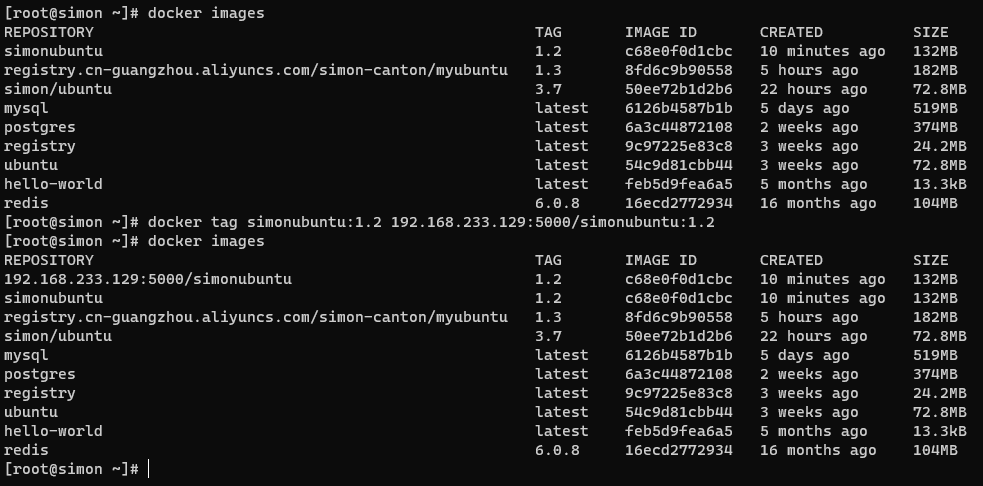 [root@simon ~]# docker images
REPOSITORY TAG IMAGE ID CREATED SIZE
simonubuntu 1.2 c68e0f0d1cbc 10 minutes ago 132MB
registry.cn-guangzhou.aliyuncs.com/simon-canton/myubuntu 1.3 8fd6c9b90558 5 hours ago 182MB
simon/ubuntu 3.7 50ee72b1d2b6 22 hours ago 72.8MB
mysql latest 6126b4587b1b 5 days ago 519MB
postgres latest 6a3c44872108 2 weeks ago 374MB
registry latest 9c97225e83c8 3 weeks ago 24.2MB
ubuntu latest 54c9d81cbb44 3 weeks ago 72.8MB
hello-world latest feb5d9fea6a5 5 months ago 13.3kB
redis 6.0.8 16ecd2772934 16 months ago 104MB
[root@simon ~]# docker tag simonubuntu:1.2 192.168.233.129:5000/simonubuntu:1.2
[root@simon ~]# docker images
REPOSITORY TAG IMAGE ID CREATED SIZE
192.168.233.129:5000/simonubuntu 1.2 c68e0f0d1cbc 10 minutes ago 132MB
simonubuntu 1.2 c68e0f0d1cbc 10 minutes ago 132MB
registry.cn-guangzhou.aliyuncs.com/simon-canton/myubuntu 1.3 8fd6c9b90558 5 hours ago 182MB
simon/ubuntu 3.7 50ee72b1d2b6 22 hours ago 72.8MB
mysql latest 6126b4587b1b 5 days ago 519MB
postgres latest 6a3c44872108 2 weeks ago 374MB
registry latest 9c97225e83c8 3 weeks ago 24.2MB
ubuntu latest 54c9d81cbb44 3 weeks ago 72.8MB
hello-world latest feb5d9fea6a5 5 months ago 13.3kB
redis 6.0.8 16ecd2772934 16 months ago 104MB
[root@simon ~]#